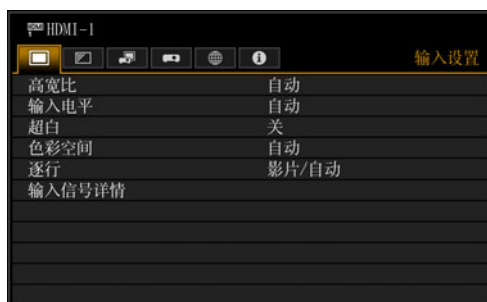 HDMI-1
输入设置
高宽比 自动
输入电平 自动
超白 关
色彩空间 自动
逐行 影片/自动
输入信号详情